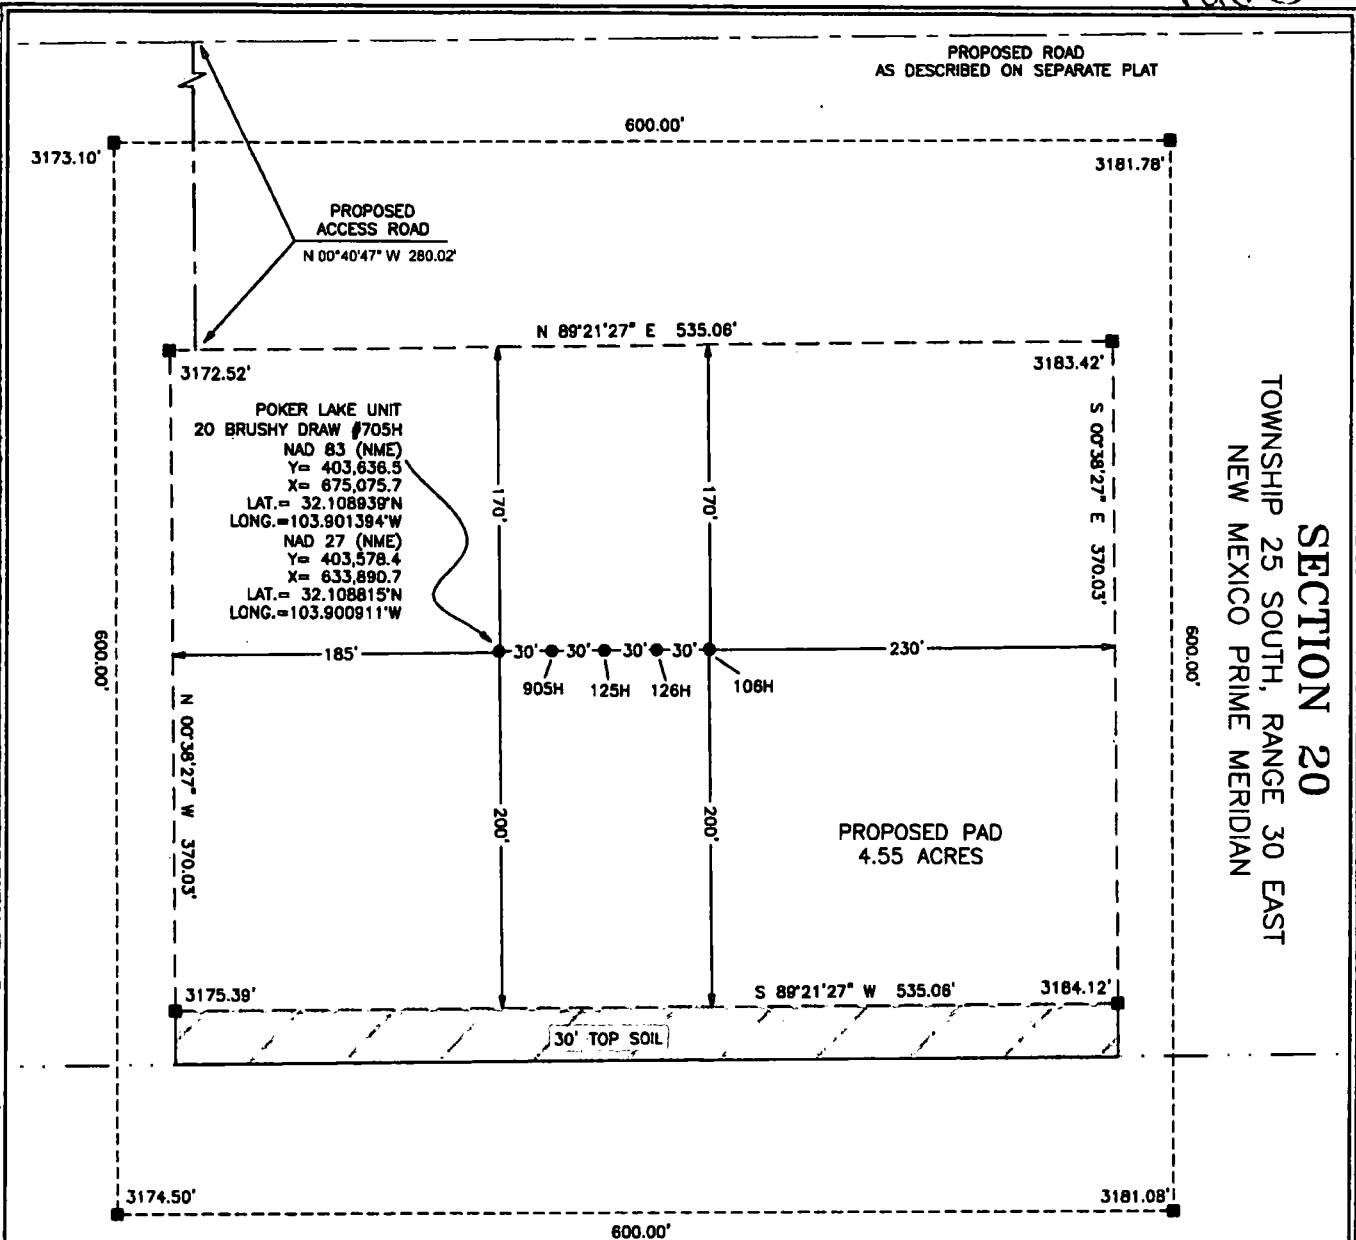 PROPOSED ROAD
AS DESCRIBED ON SEPARATE PLAT
600.00'
3173.10'
3181.78'
PROPOSED
ACCESS ROAD
N 00°40'47" W 280.02'
N 89°21'27" E 535.06'
3172.52'
3183.42'
POKER LAKE UNIT
20 BRUSHY DRAW #705H
NAD 83 (NME)
Y= 403,636.5
X= 675,075.7
LAT.= 32.108939°N
LONG.=103.901394°W
NAD 27 (NME)
Y= 403,578.4
X= 633,890.7
LAT.= 32.108815°N
LONG.=103.900911°W
170'
170'
S 00°38'27" E 370.03'
SECTION 20
TOWNSHIP 25 SOUTH, RANGE 30 EAST
NEW MEXICO PRIME MERIDIAN
600.00'
185'
30'
30'
30'
30'
230'
600.00'
905H
125H
126H
106H
N 00°38'27" W 370.03'
200'
200'
PROPOSED PAD
4.55 ACRES
3175.39'
S 89°21'27" W 535.06'
3184.12'
30' TOP SOIL
3174.50'
3181.08'
600.00'